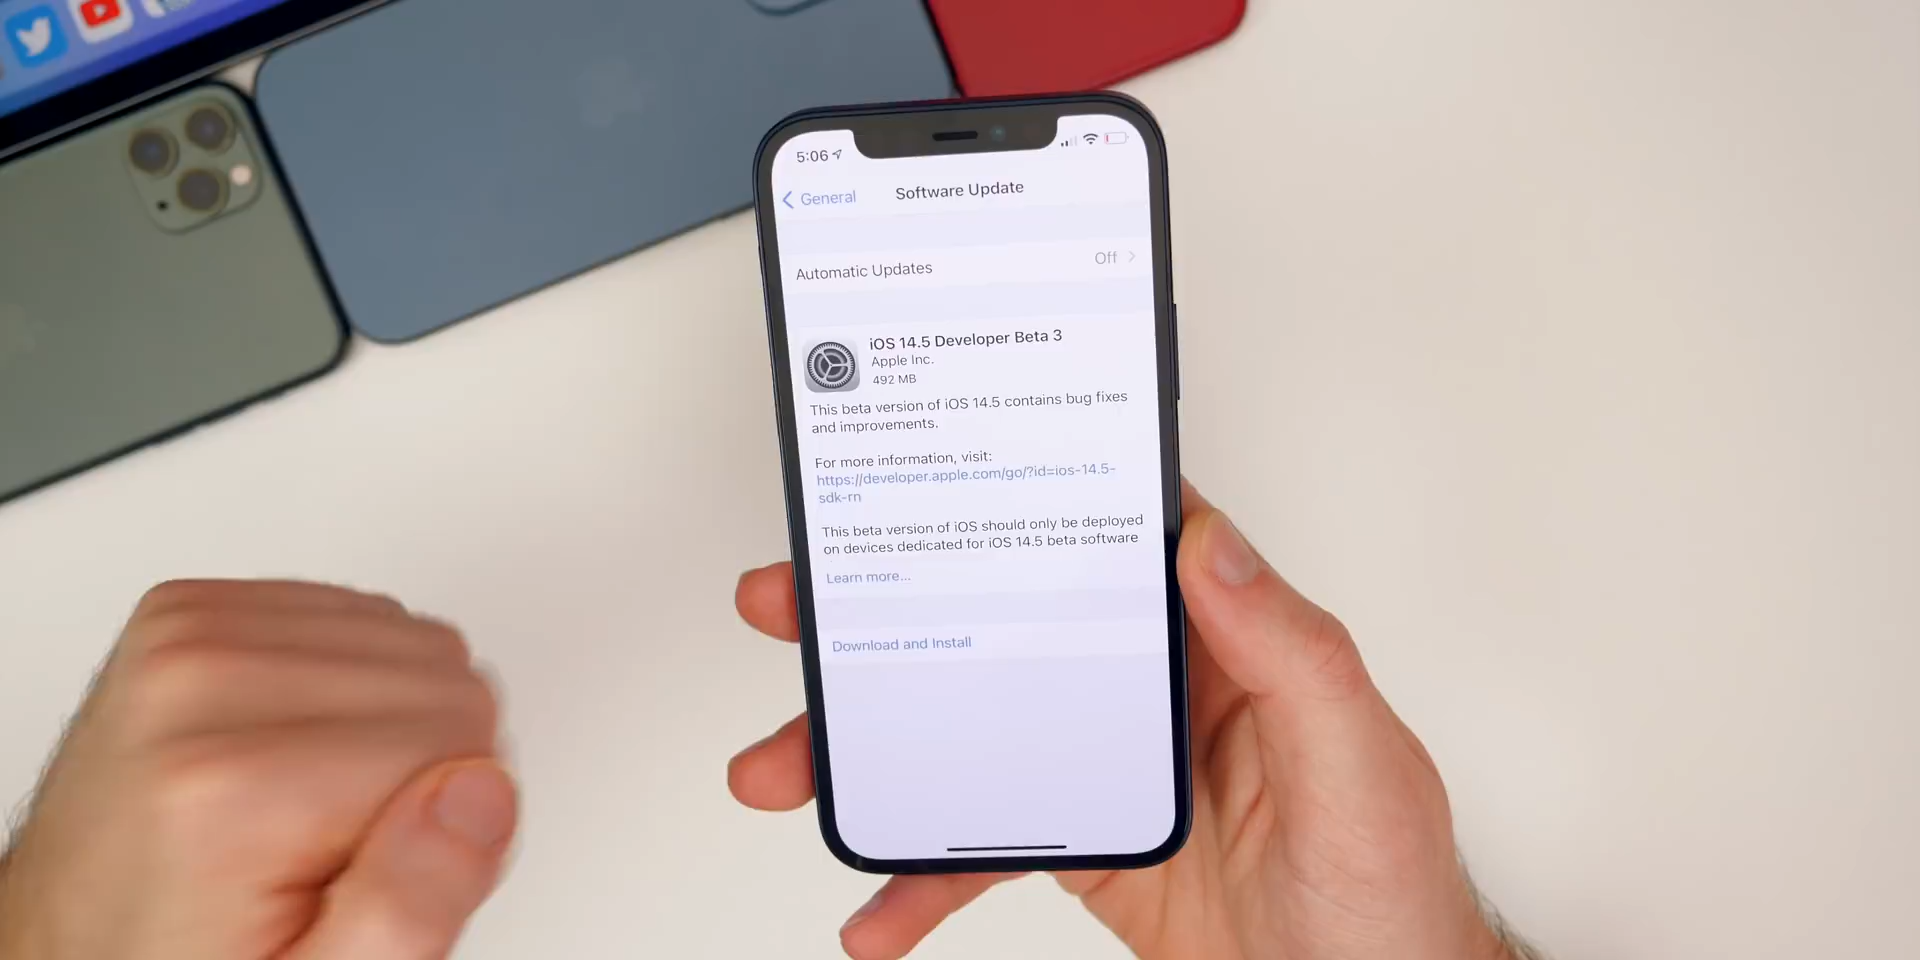 5:06
General
Software Update
Automatic Updates
Off
iOS 14.5 Developer Beta 3
Apple Inc.
492 MB
This beta version of iOS 14.5 contains bug fixes
and improvements.
For more information, visit:
https://developer.apple.com/go/?id=ios-14.5-
sdk-rn
This beta version of iOS should only be deployed
on devices dedicated for iOS 14.5 beta software
Learn more...
Download and Install